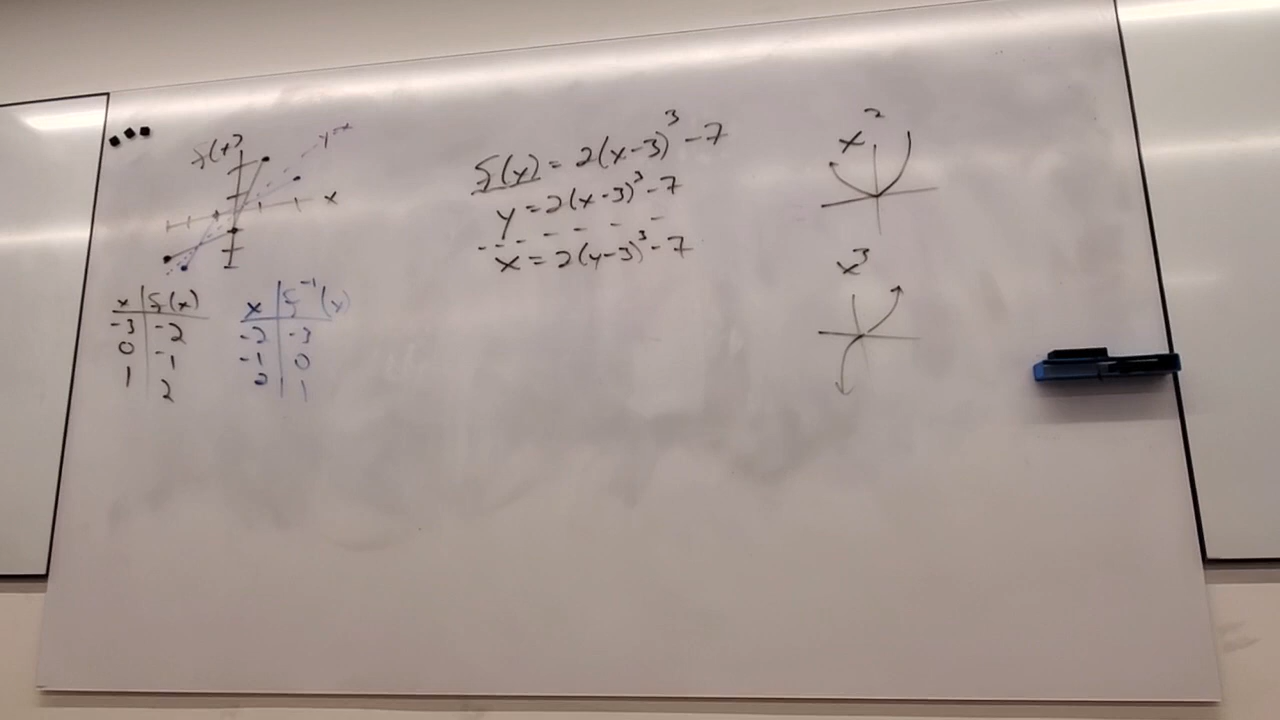 f(x)
y=x
x
x f(x)
-3 -2
0 -1
1 2
x f⁻¹(x)
-2 -3
-1 0
2 1
f(x) = 2(x-3)³ -7
y = 2(x-3)³ -7
x = 2(y-3)³ -7
x²
x³